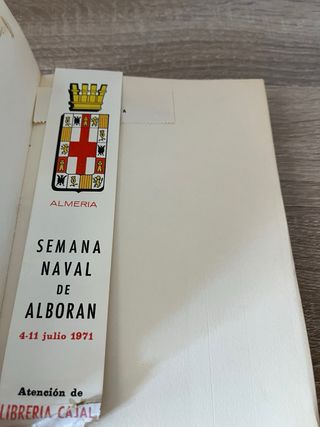 ALMERIA
SEMANA
NAVAL
DE
ALBORAN
4-11 julio 1971
Atención de
LIBRERIA CAJAL